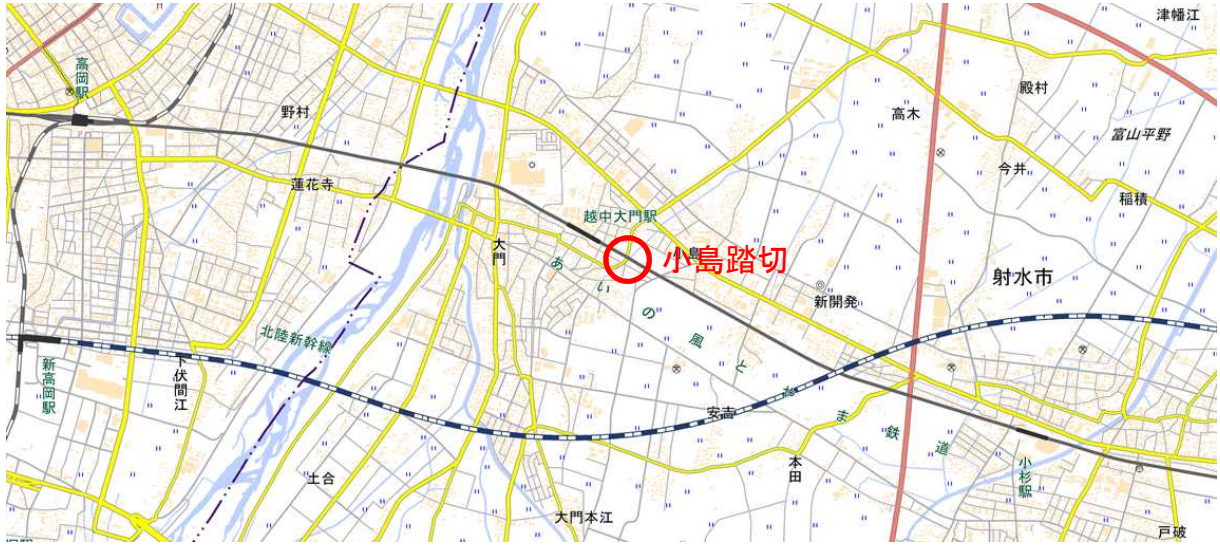 津幡江
高岡駅
野村
殿村
高木
富山平野
今井
蓮花寺
稲積
越中大門駅
大門
小島
小島踏切
あいの風とやま鉄道
射水市
新開発
北陸新幹線
新高岡駅
下伏間江
安吉
土合
本田
小杉駅
大門本江
戸破